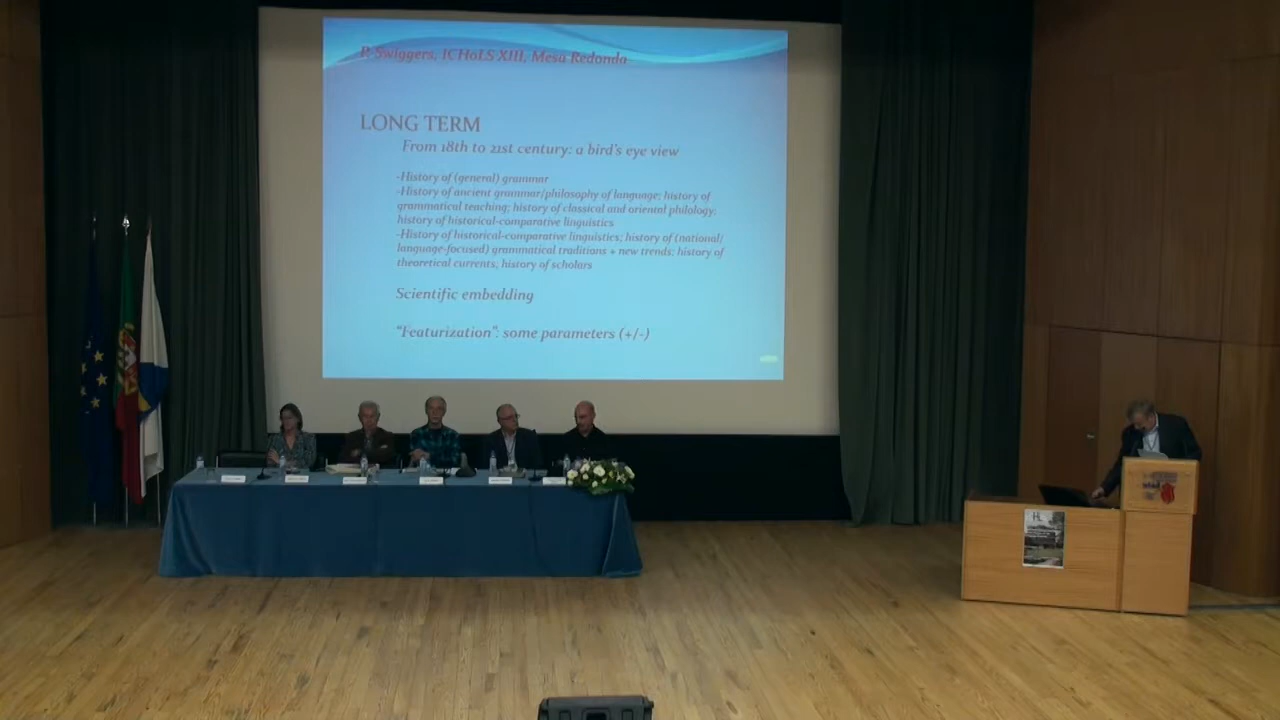 P. Swiggers, ICHoLS XIII, Mesa Redonda
LONG TERM
From 18th to 21st century: a bird's eye view
-History of (general) grammar
-History of ancient grammar/philosophy of language; history of
grammatical teaching; history of classical and oriental philology;
history of historical-comparative linguistics
-History of historical-comparative linguistics; history of (national/
language-focused) grammatical traditions + new trends; history of
theoretical currents; history of scholars
Scientific embedding
"Featurization": some parameters (+/-)